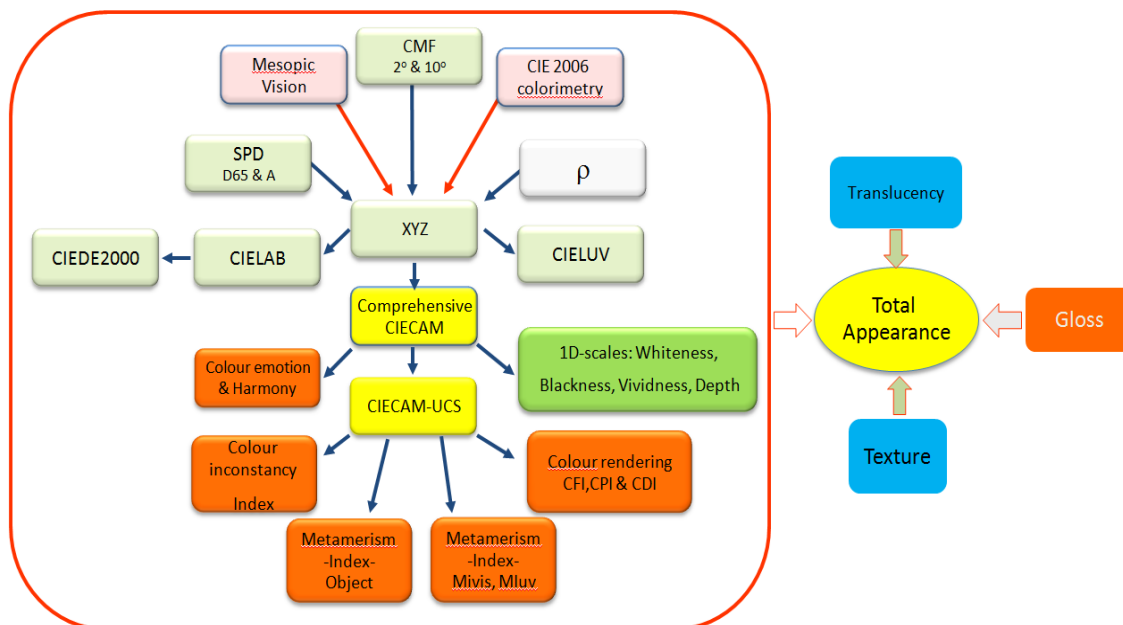 CMF
2º & 10º
Mesopic
Vision
CIE 2006
colorimetry
SPD
D65 & A
ρ
XYZ
CIEDE2000
CIELAB
CIELUV
Comprehensive
CIECAM
Colour emotion
& Harmony
1D-scales: Whiteness,
Blackness, Vividness, Depth
CIECAM-UCS
Colour
inconstancy
Index
Colour rendering
CFI,CPI & CDI
Metamerism
-Index-
Object
Metamerism
-Index-
Mivis, MIuv
Translucency
Total
Appearance
Gloss
Texture